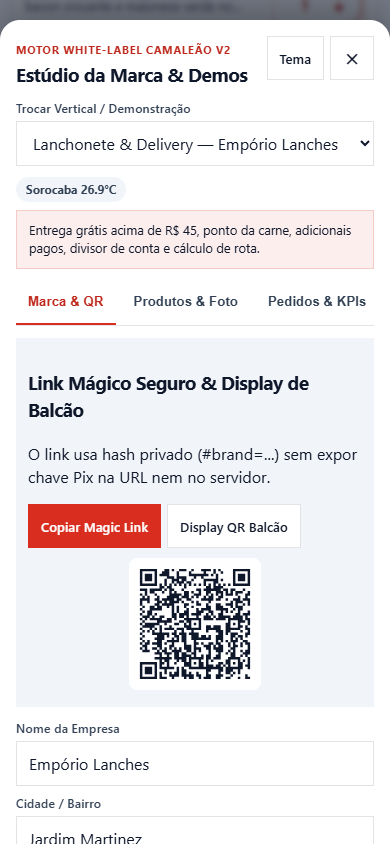 MOTOR WHITE-LABEL CAMALEÃO V2
Estúdio da Marca & Demos
Tema
×
Trocar Vertical / Demonstração
Lanchonete & Delivery — Empório Lanches
Sorocaba 26.9°C
Entrega grátis acima de R$ 45, ponto da carne, adicionais
pagos, divisor de conta e cálculo de rota.
Marca & QR
Produtos & Foto
Pedidos & KPIs
Link Mágico Seguro & Display de
Balcão
O link usa hash privado (#brand=...) sem expor
chave Pix na URL nem no servidor.
Copiar Magic Link
Display QR Balcão
Nome da Empresa
Empório Lanches
Cidade / Bairro
Jardim Martinez